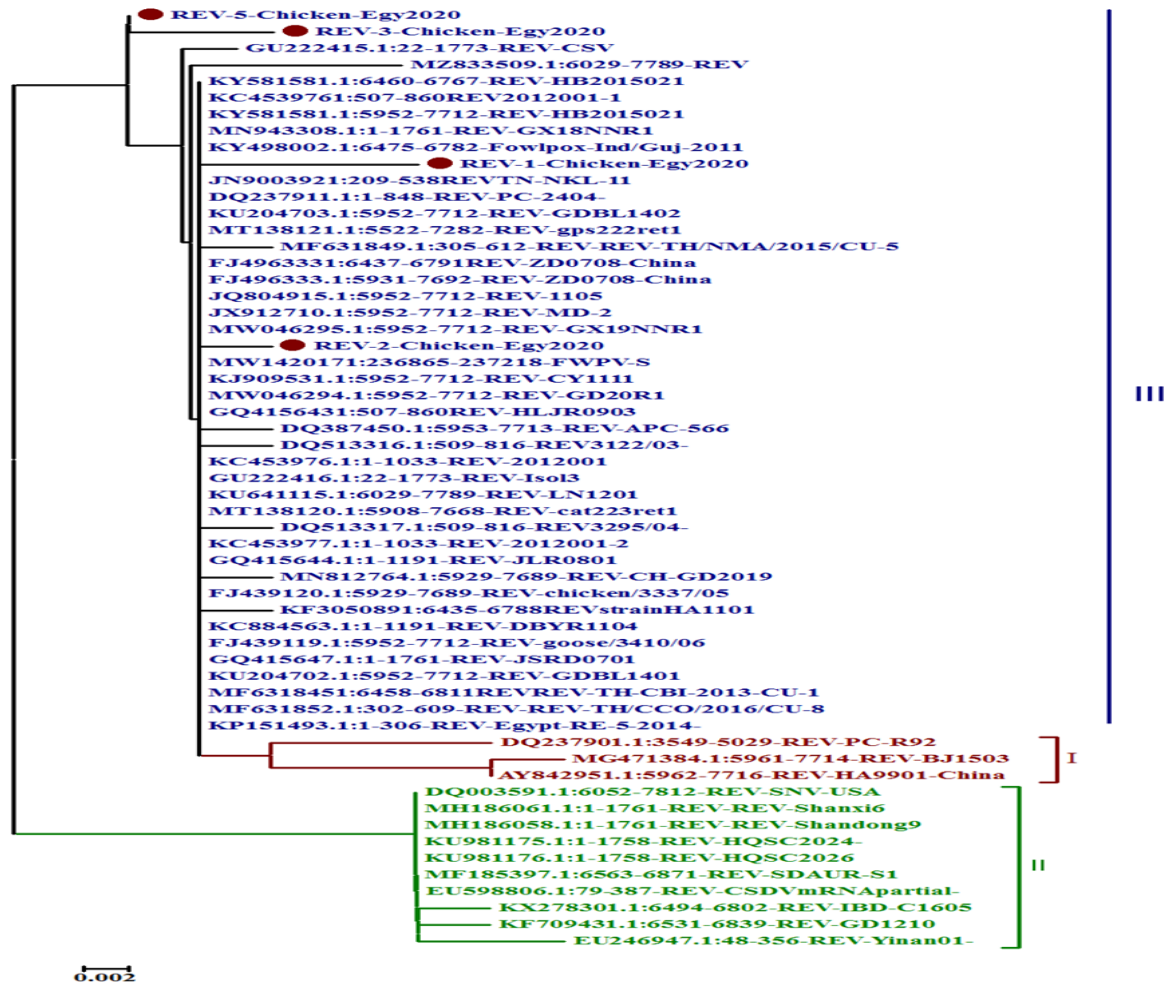 REV-5-Chicken-Egy2020
REV-3-Chicken-Egy2020
GU222415.1:22-1773-REV-CSV
MZ833509.1:6029-7789-REV
KY581581.1:6460-6767-REV-HB2015021
KC4539761:507-860REV2012001-1
KY581581.1:5952-7712-REV-HB2015021
MN943308.1:1-1761-REV-GX18NNR1
KY498002.1:6475-6782-Fowlpox-Ind/Guj-2011
REV-1-Chicken-Egy2020
JN9003921:209-538REVTN-NKL-11
DQ237911.1:1-848-REV-PC-2404-
KU204703.1:5952-7712-REV-GDBL1402
MT138121.1:5522-7282-REV-gps222ret1
MF631849.1:305-612-REV-REV-TH/NMA/2015/CU-5
FJ4963331:6437-6791REV-ZD0708-China
FJ496333.1:5931-7692-REV-ZD0708-China
JQ804915.1:5952-7712-REV-1105
JX912710.1:5952-7712-REV-MD-2
MW046295.1:5952-7712-REV-GX19NNR1
REV-2-Chicken-Egy2020
MW1420171:236865-237218-FWPV-S
KJ909531.1:5952-7712-REV-CY1111
MW046294.1:5952-7712-REV-GD20R1
GQ4156431:507-860REV-HLJR0903
DQ387450.1:5953-7713-REV-APC-566
DQ513316.1:509-816-REV3122/03-
KC453976.1:1-1033-REV-2012001
GU222416.1:22-1773-REV-Isol3
KU641115.1:6029-7789-REV-LN1201
MT138120.1:5908-7668-REV-cat223ret1
DQ513317.1:509-816-REV3295/04-
KC453977.1:1-1033-REV-2012001-2
GQ415644.1:1-1191-REV-JLR0801
MN812764.1:5929-7689-REV-CH-GD2019
FJ439120.1:5929-7689-REV-chicken/3337/05
KF3050891:6435-6788REVstrainHA1101
KC884563.1:1-1191-REV-DBYR1104
FJ439119.1:5952-7712-REV-goose/3410/06
GQ415647.1:1-1761-REV-JSRD0701
KU204702.1:5952-7712-REV-GDBL1401
MF6318451:6458-6811REVREV-TH-CBI-2013-CU-1
MF631852.1:302-609-REV-REV-TH/CCO/2016/CU-8
KP151493.1:1-306-REV-Egypt-RE-5-2014-
III
DQ237901.1:3549-5029-REV-PC-R92
MG471384.1:5961-7714-REV-BJ1503
AY842951.1:5962-7716-REV-HA9901-China
I
DQ003591.1:6052-7812-REV-SNV-USA
MH186061.1:1-1761-REV-REV-Shanxi6
MH186058.1:1-1761-REV-REV-Shandong9
KU981175.1:1-1758-REV-HQSC2024-
KU981176.1:1-1758-REV-HQSC2026
MF185397.1:6563-6871-REV-SDAUR-S1
EU598806.1:79-387-REV-CSDVmRNApartial-
KX278301.1:6494-6802-REV-IBD-C1605
KF709431.1:6531-6839-REV-GD1210
EU246947.1:48-356-REV-Yinan01-
II
0.002